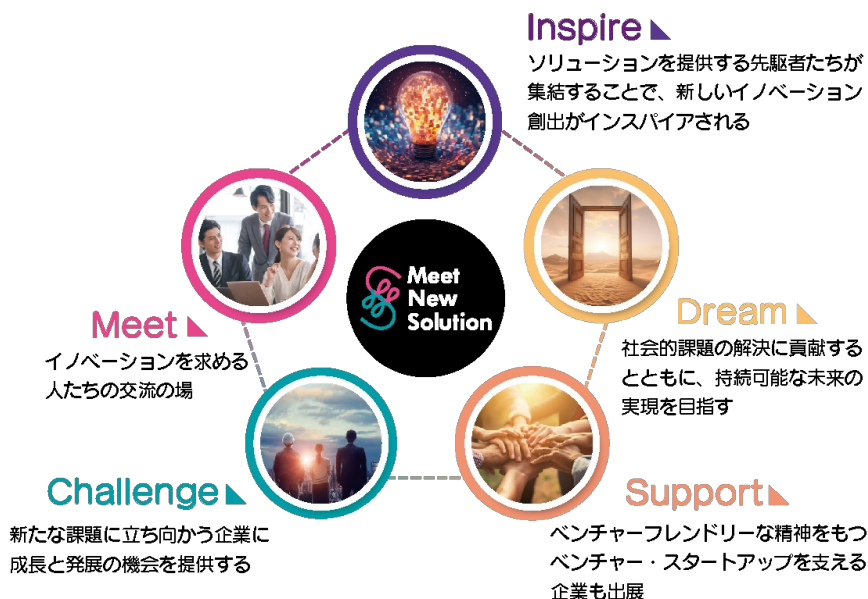 Inspire
ソリューションを提供する先駆者たちが
集結することで、新しいイノベーション
創出がインスパイアされる
Meet
New
Solution
Meet
イノベーションを求める
人たちの交流の場
Dream
社会的課題の解決に貢献する
とともに、持続可能な未来の
実現を目指す
Challenge
新たな課題に立ち向かう企業に
成長と発展の機会を提供する
Support
ベンチャーフレンドリーな精神をもつ
ベンチャー・スタートアップを支える
企業も出展